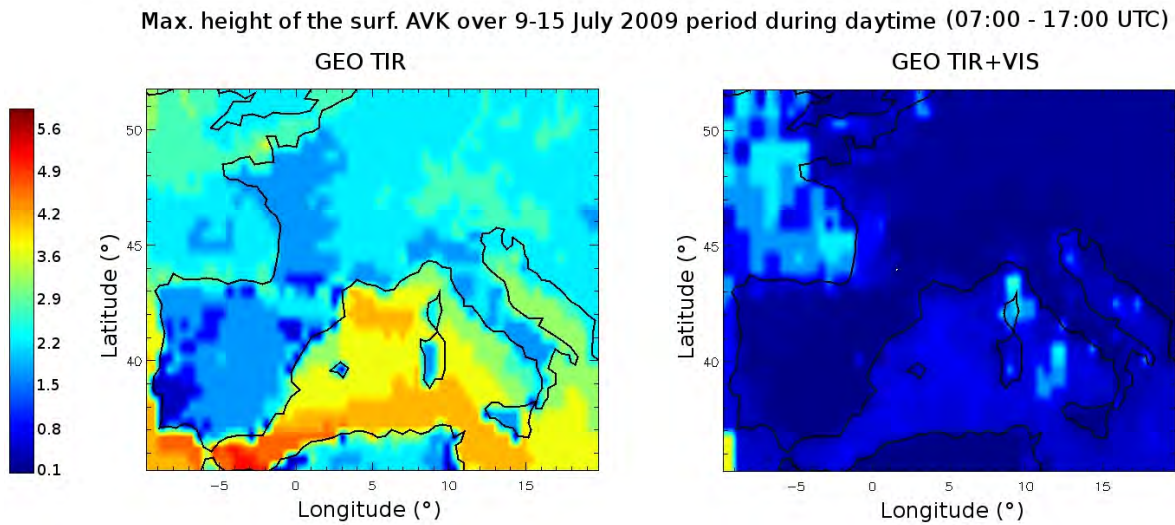 Max. height of the surf. AVK over 9-15 July 2009 period during daytime (07:00 - 17:00 UTC)
GEO TIR
GEO TIR+VIS
5.6
4.9
4.2
3.6
2.9
2.2
1.5
0.8
0.1
Latitude (°)
50
45
40
−5 0 5 10 15
Longitude (°)
Latitude (°)
50
45
40
−5 0 5 10 15
Longitude (°)